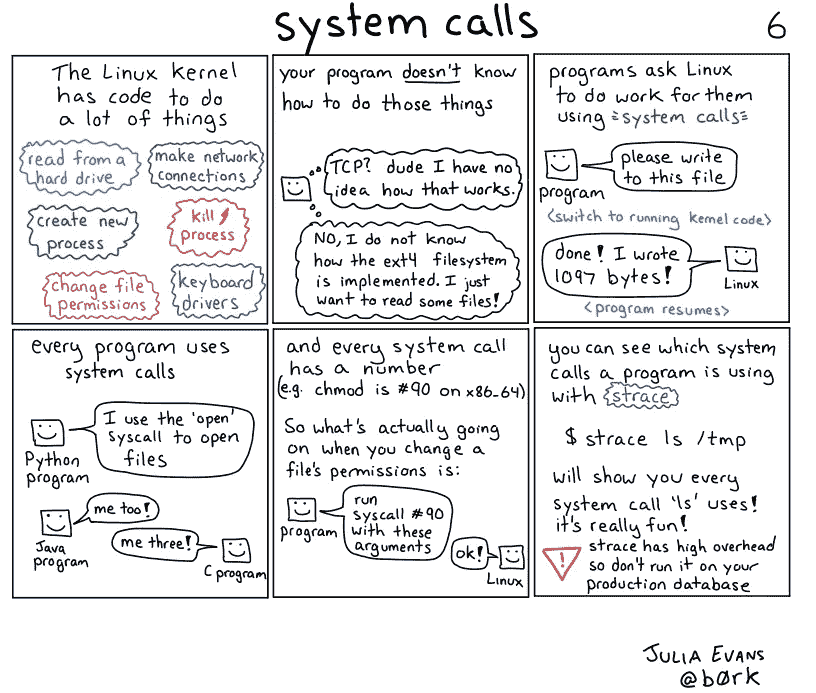 system calls
6
The Linux Kernel
has code to do
a lot of things
read from a
hard drive
make network
connections
create new
process
kill
process
change file
permissions
keyboard
drivers
your program doesn't know
how to do those things
TCP? dude I have no
idea how that works.
NO, I do not know
how the ext4 filesystem
is implemented. I just
want to read some files!
programs ask Linux
to do work for them
using =system calls=
please write
to this file
program
<switch to running kernel code>
done! I wrote
1097 bytes!
Linux
<program resumes>
every program uses
system calls
I use the 'open'
syscall to open
files
Python
program
me too!
Java
program
me three!
C program
and every system call
has a number
(e.g. chmod is #90 on x86_64)
So what's actually going
on when you change a
file's permissions is:
run
syscall #90
with these
arguments
program
ok!
Linux
you can see which system
calls a program is using
with strace
$ strace ls /tmp
will show you every
system call 'ls' uses!
it's really fun!
!
strace has high overhead
so don't run it on your
production database
JULIA EVANS
@b0rk